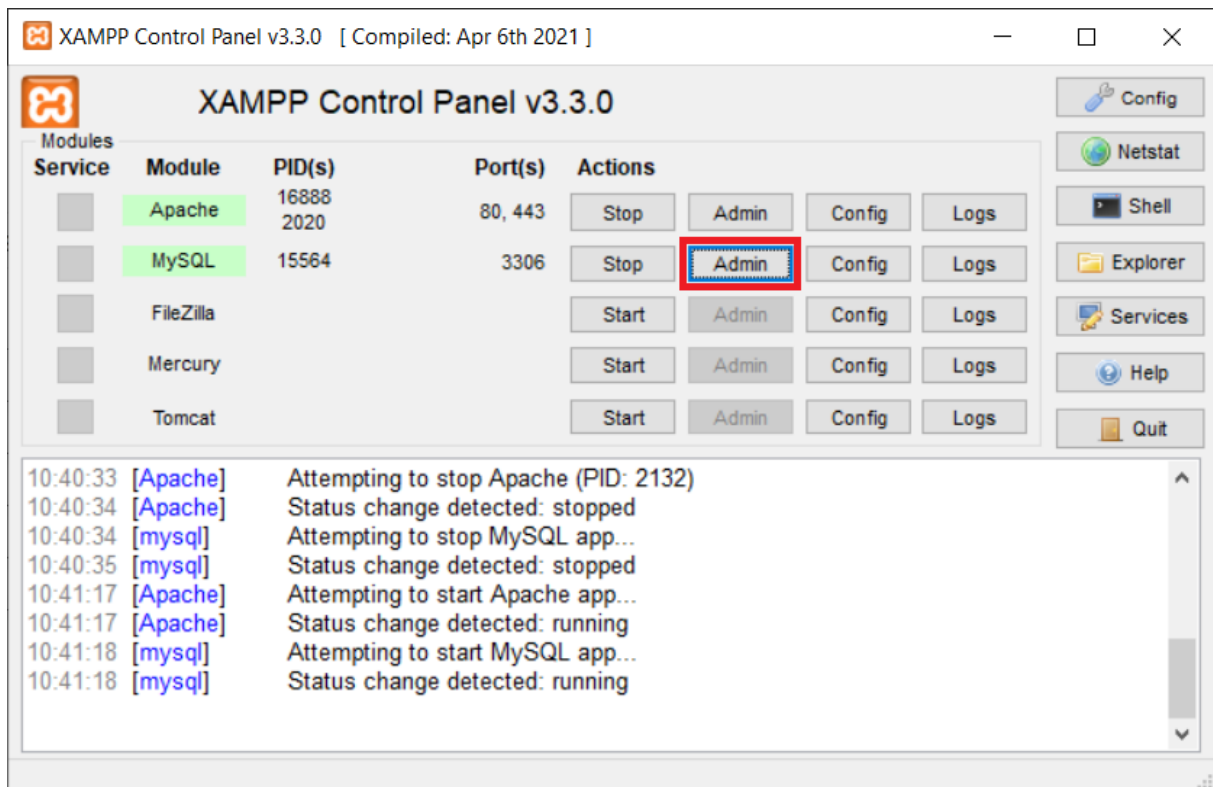 XAMPP Control Panel v3.3.0 [ Compiled: Apr 6th 2021 ]
XAMPP Control Panel v3.3.0
Config
Modules
Netstat
Service Module PID(s) Port(s) Actions
Apache 16888 2020 80, 443 Stop Admin Config Logs
Shell
MySQL 15564 3306 Stop Admin Config Logs
Explorer
FileZilla Start Admin Config Logs
Services
Mercury Start Admin Config Logs
Help
Tomcat Start Admin Config Logs
Quit
10:40:33 [Apache] Attempting to stop Apache (PID: 2132)
10:40:34 [Apache] Status change detected: stopped
10:40:34 [mysql] Attempting to stop MySQL app...
10:40:35 [mysql] Status change detected: stopped
10:41:17 [Apache] Attempting to start Apache app...
10:41:17 [Apache] Status change detected: running
10:41:18 [mysql] Attempting to start MySQL app...
10:41:18 [mysql] Status change detected: running